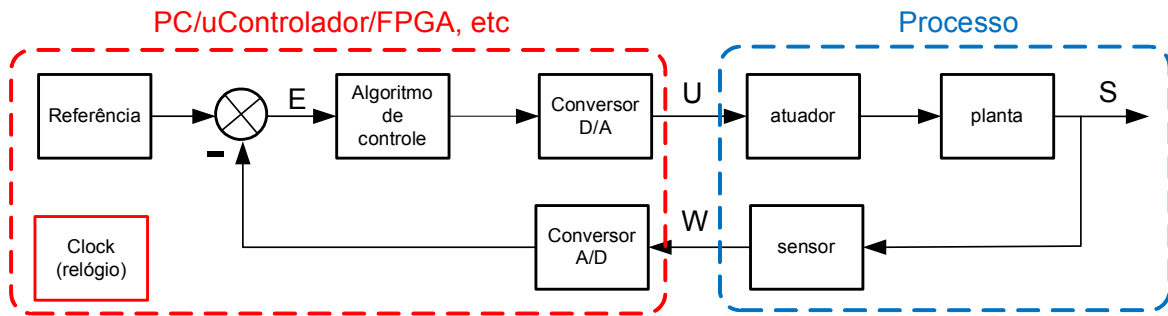 PC/uControlador/FPGA, etc
Processo
Referência
E
Algoritmo
de
controle
Conversor
D/A
U
atuador
planta
S
-
Clock
(relógio)
Conversor
A/D
W
sensor